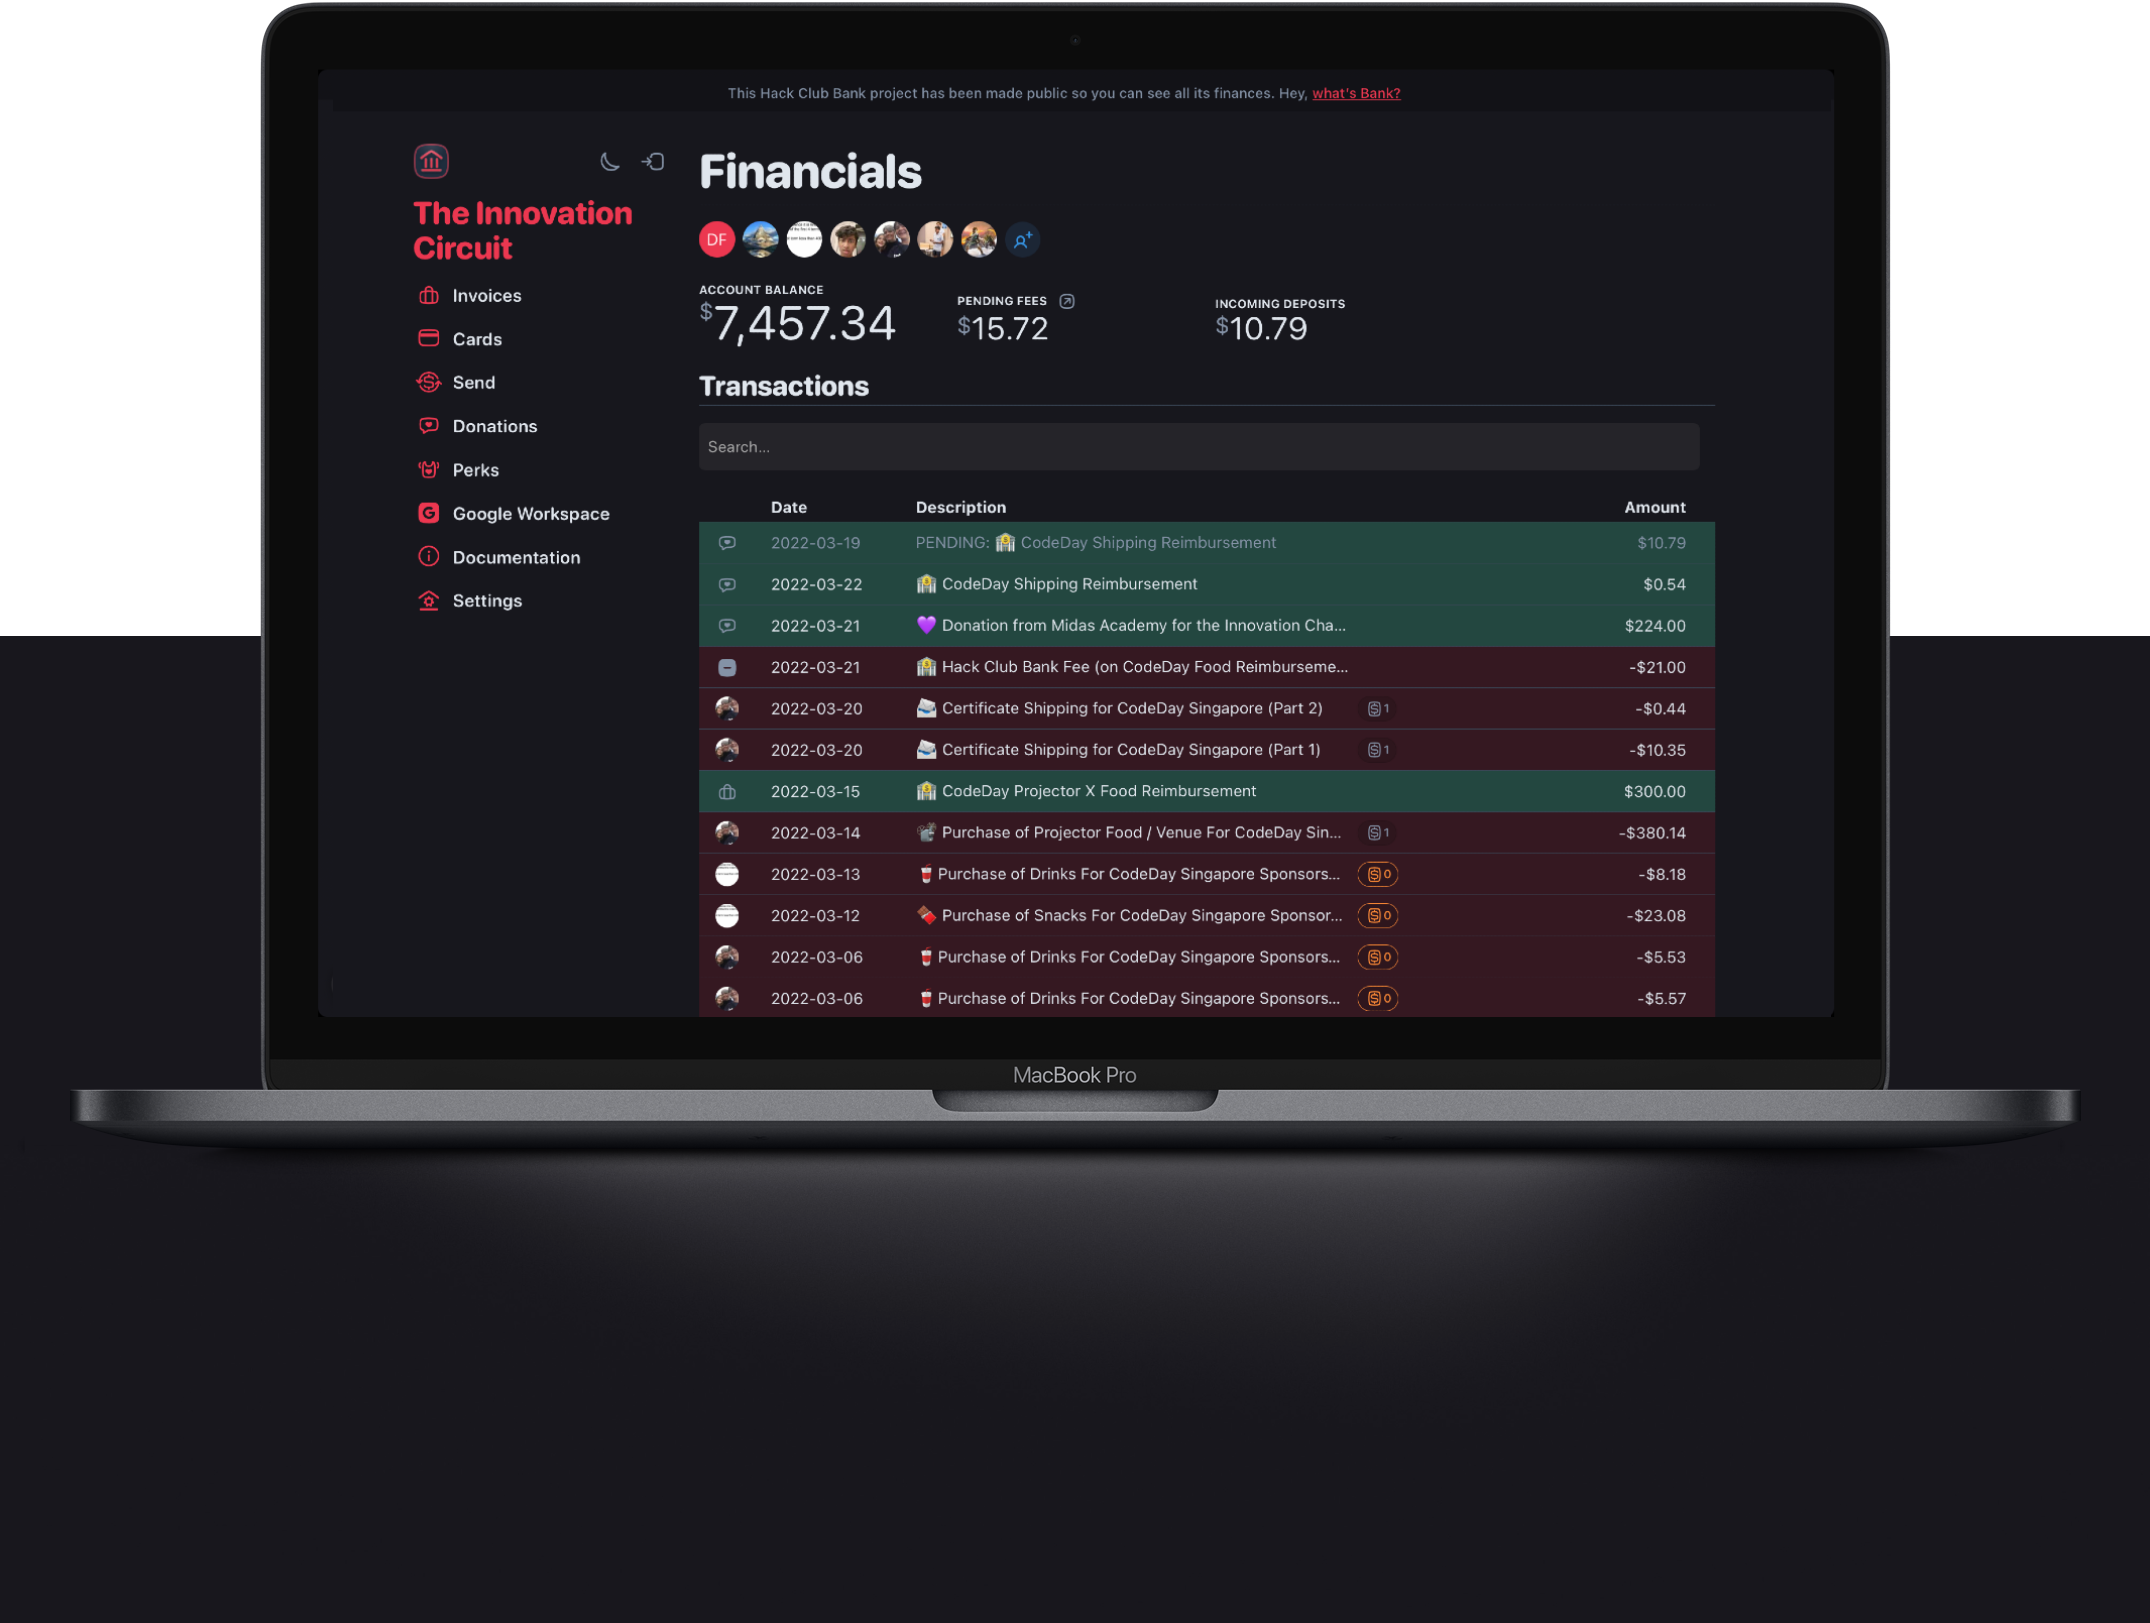 This Hack Club Bank project has been made public so you can see all its finances. Hey, what's Bank?
The Innovation
Circuit
Invoices
Cards
Send
Donations
Perks
Google Workspace
Documentation
Settings
Financials
DF
ACCOUNT BALANCE
$7,457.34
PENDING FEES
$15.72
INCOMING DEPOSITS
$10.79
Transactions
Search...
Date Description Amount
2022-03-19 PENDING: 🏦 CodeDay Shipping Reimbursement $10.79
2022-03-22 🏦 CodeDay Shipping Reimbursement $0.54
2022-03-21 💜 Donation from Midas Academy for the Innovation Cha... $224.00
2022-03-21 🏦 Hack Club Bank Fee (on CodeDay Food Reimburseme... -$21.00
2022-03-20 📨 Certificate Shipping for CodeDay Singapore (Part 2) 1 -$0.44
2022-03-20 📨 Certificate Shipping for CodeDay Singapore (Part 1) 1 -$10.35
2022-03-15 🏦 CodeDay Projector X Food Reimbursement $300.00
2022-03-14 📽 Purchase of Projector Food / Venue For CodeDay Sin... 1 -$380.14
2022-03-13 🥤 Purchase of Drinks For CodeDay Singapore Sponsors... 0 -$8.18
2022-03-12 🍫 Purchase of Snacks For CodeDay Singapore Sponsor... 0 -$23.08
2022-03-06 🥤 Purchase of Drinks For CodeDay Singapore Sponsors... 0 -$5.53
2022-03-06 🥤 Purchase of Drinks For CodeDay Singapore Sponsors... 0 -$5.57
MacBook Pro